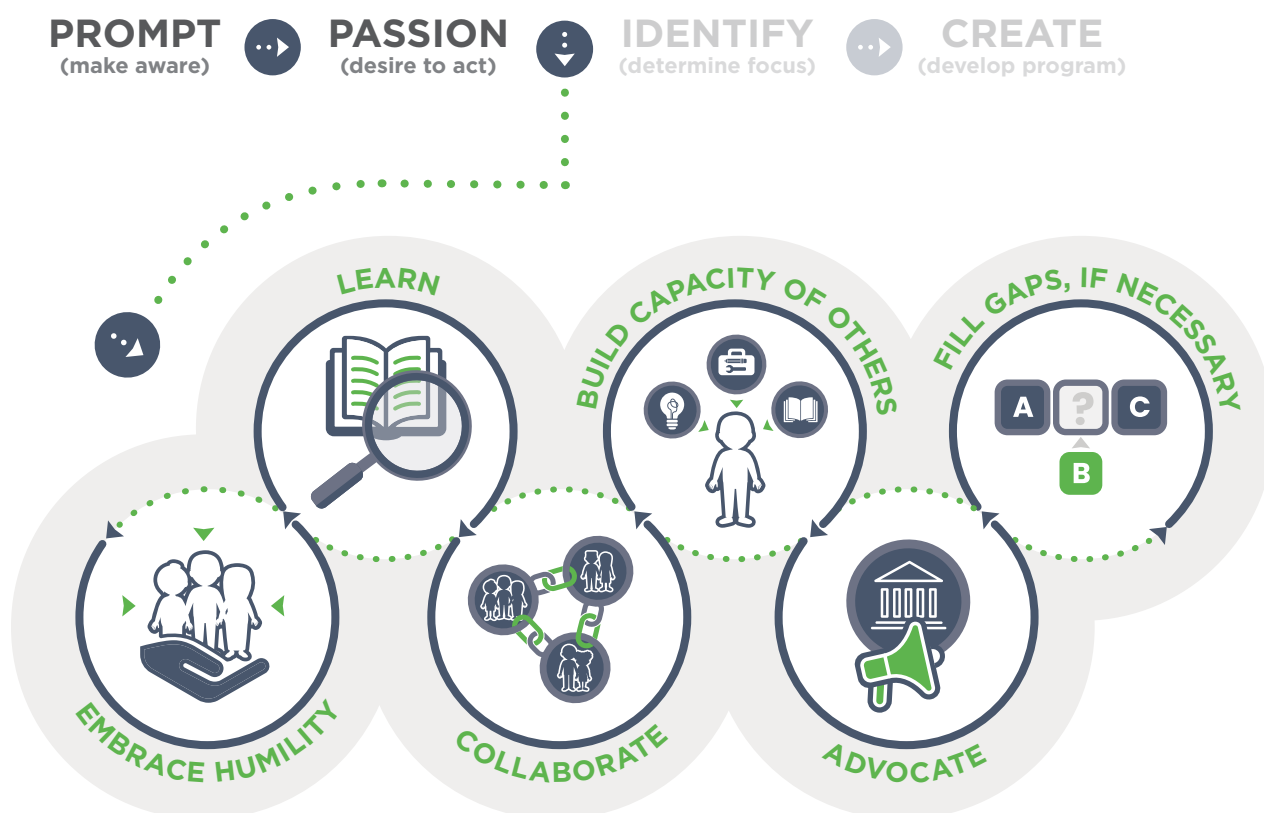 PROMPT
(make aware)
PASSION
(desire to act)
IDENTIFY
(determine focus)
CREATE
(develop program)
EMBRACE HUMILITY
LEARN
COLLABORATE
BUILD CAPACITY OF OTHERS
ADVOCATE
FILL GAPS, IF NECESSARY
A ? C
B